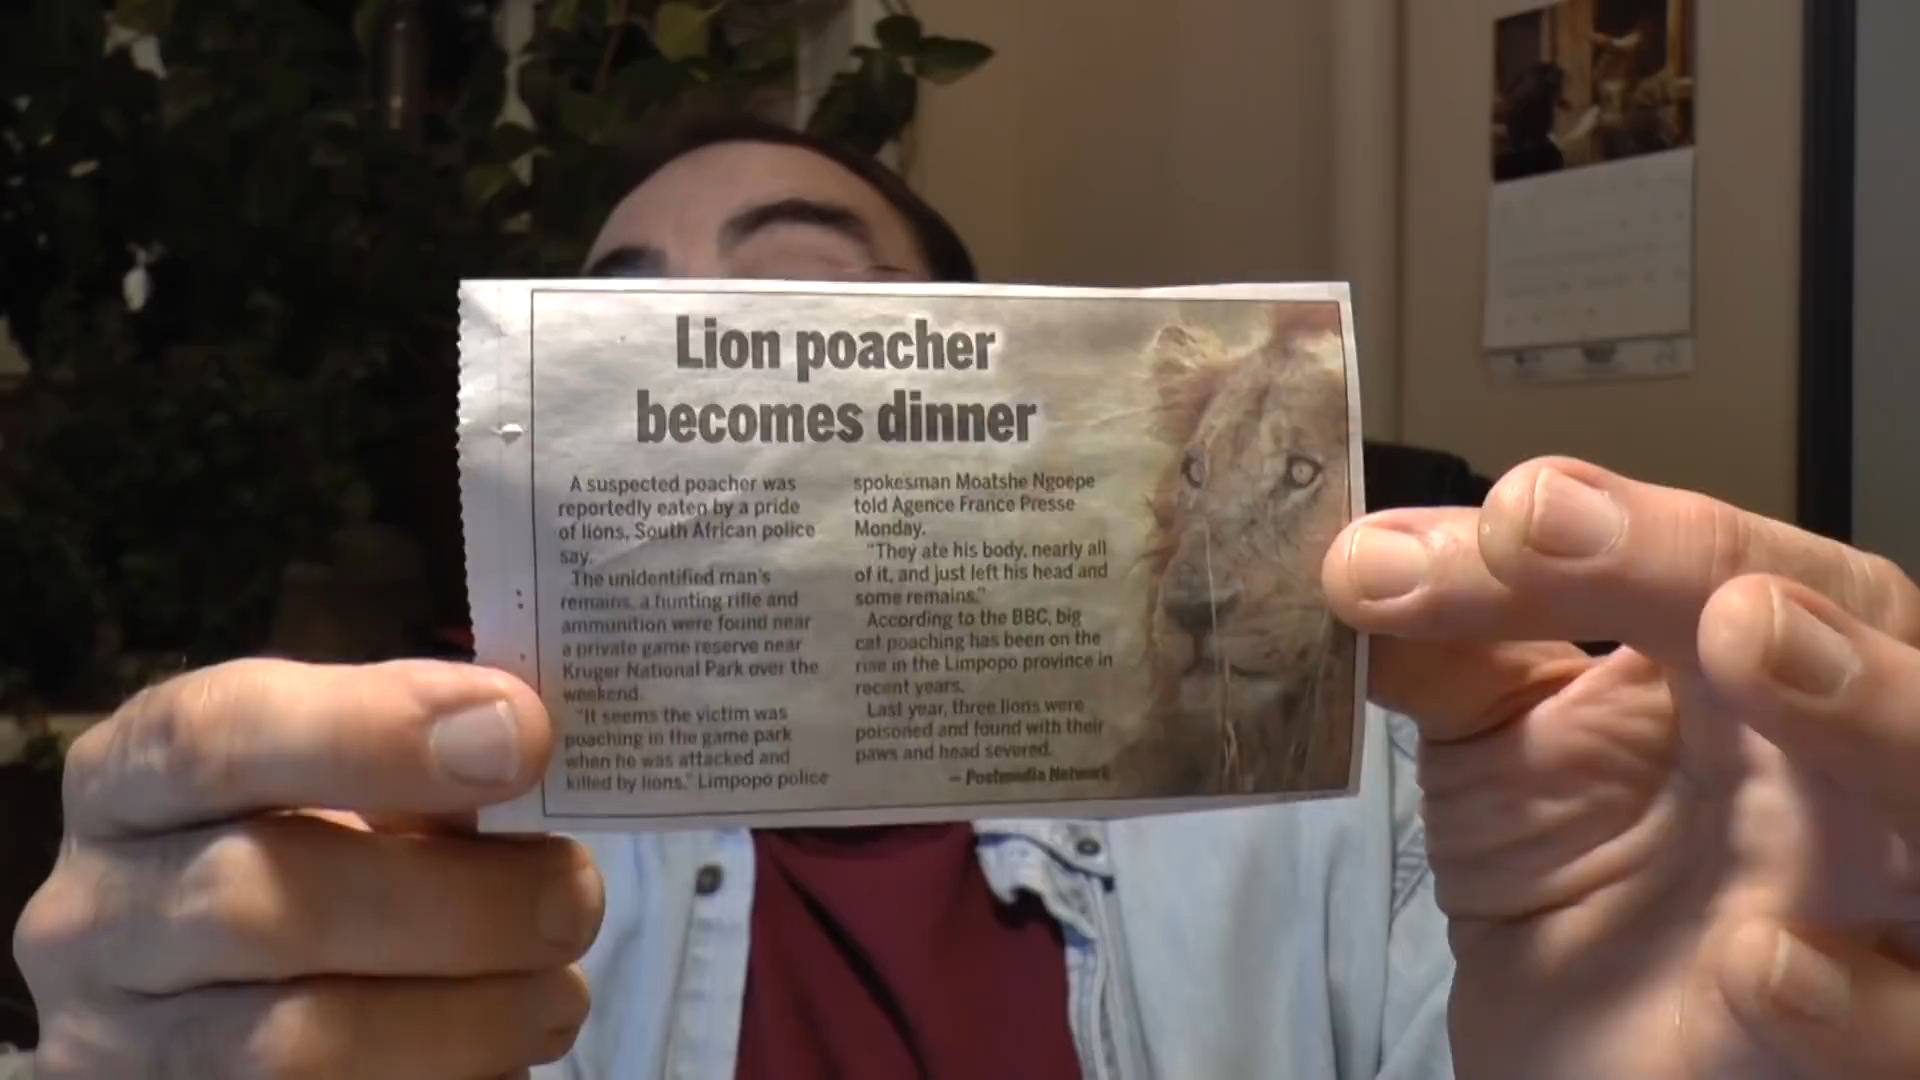 Lion poacher
becomes dinner
A suspected poacher was
reportedly eaten by a pride
of lions, South African police
say.
The unidentified man's
remains, a hunting rifle and
ammunition were found near
a private game reserve near
Kruger National Park over the
weekend.
"It seems the victim was
poaching in the game park
when he was attacked and
killed by lions," Limpopo police
spokesman Moatshe Ngoepe
told Agence France Presse
Monday.
"They ate his body, nearly all
of it, and just left his head and
some remains."
According to the BBC, big
cat poaching has been on the
rise in the Limpopo province in
recent years.
Last year, three lions were
poisoned and found with their
paws and head severed.
— Postmedia Network